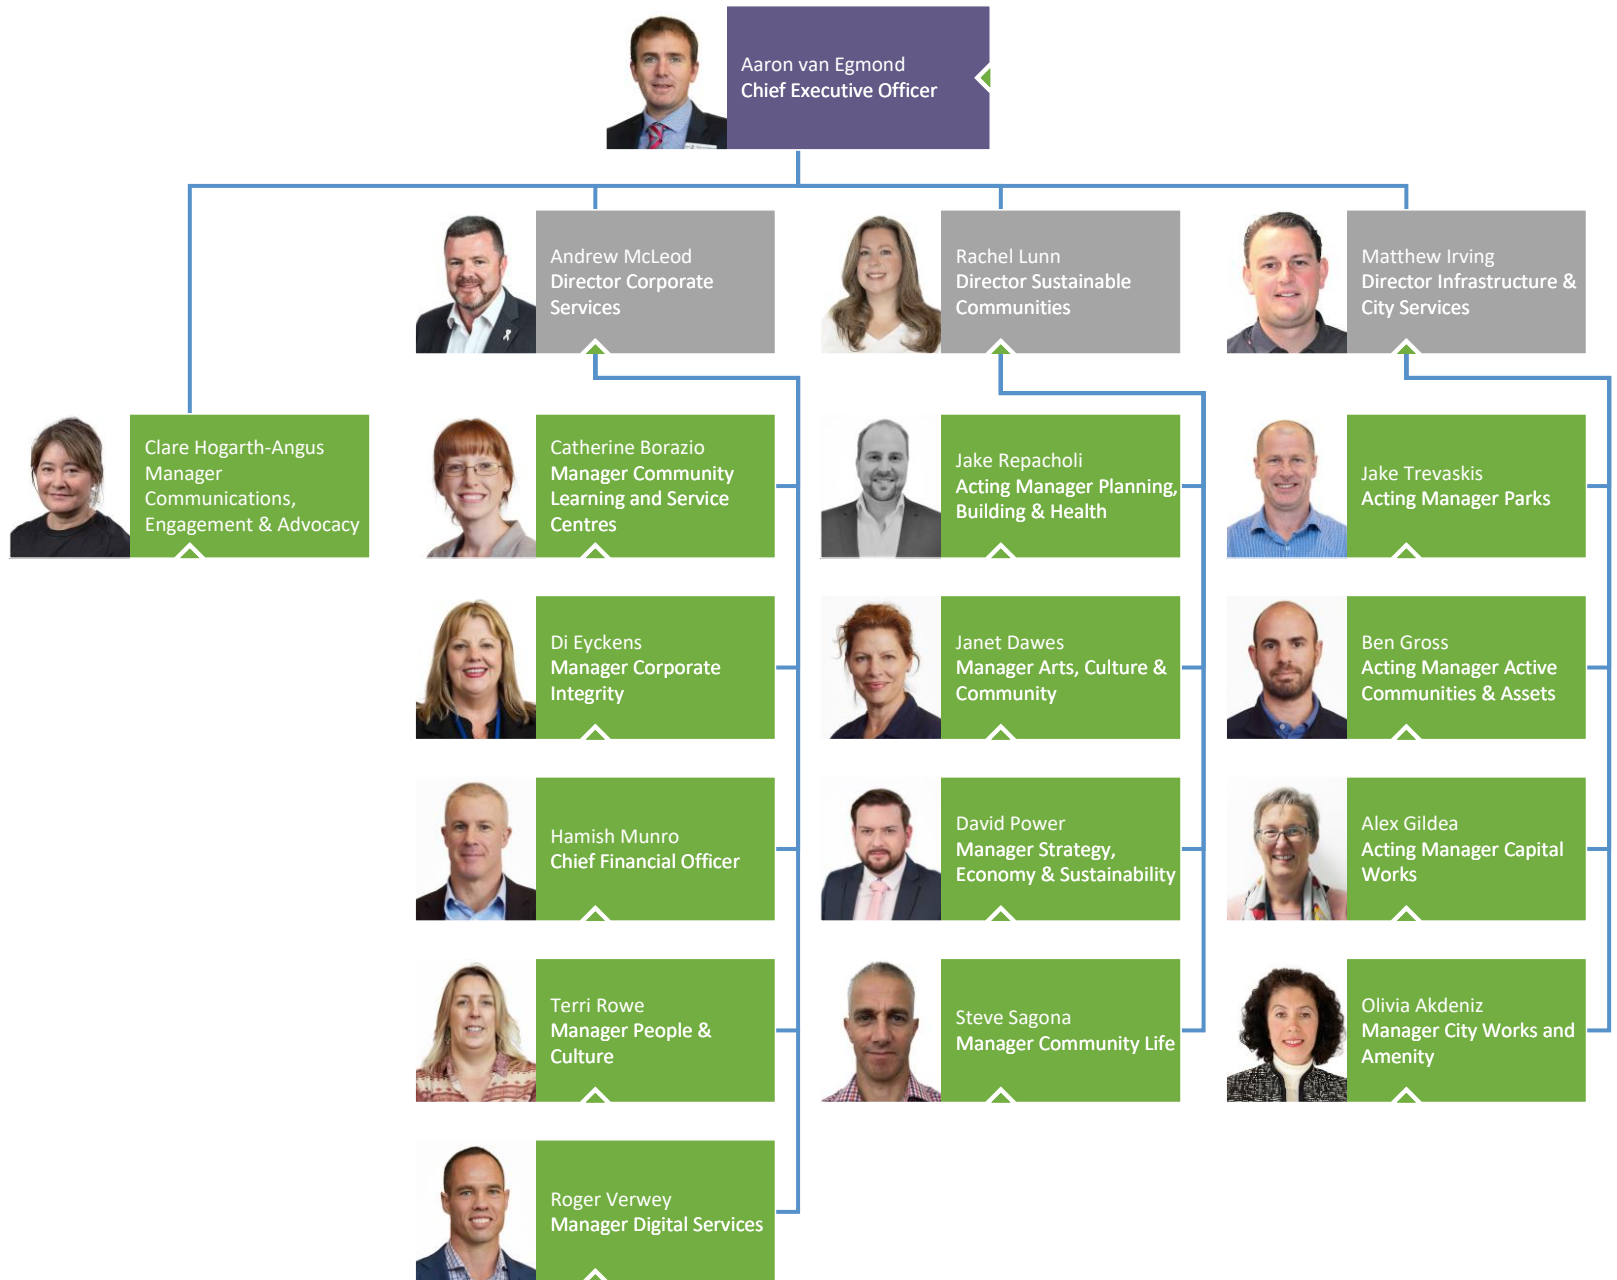 Aaron van Egmond
Chief Executive Officer
Andrew McLeod
Director Corporate
Services
Rachel Lunn
Director Sustainable
Communities
Matthew Irving
Director Infrastructure &
City Services
Clare Hogarth-Angus
Manager
Communications,
Engagement & Advocacy
Catherine Borazio
Manager Community
Learning and Service
Centres
Jake Repacholi
Acting Manager Planning,
Building & Health
Jake Trevaskis
Acting Manager Parks
Di Eyckens
Manager Corporate
Integrity
Janet Dawes
Manager Arts, Culture &
Community
Ben Gross
Acting Manager Active
Communities & Assets
Hamish Munro
Chief Financial Officer
David Power
Manager Strategy,
Economy & Sustainability
Alex Gildea
Acting Manager Capital
Works
Terri Rowe
Manager People &
Culture
Steve Sagona
Manager Community Life
Olivia Akdeniz
Manager City Works and
Amenity
Roger Verwey
Manager Digital Services